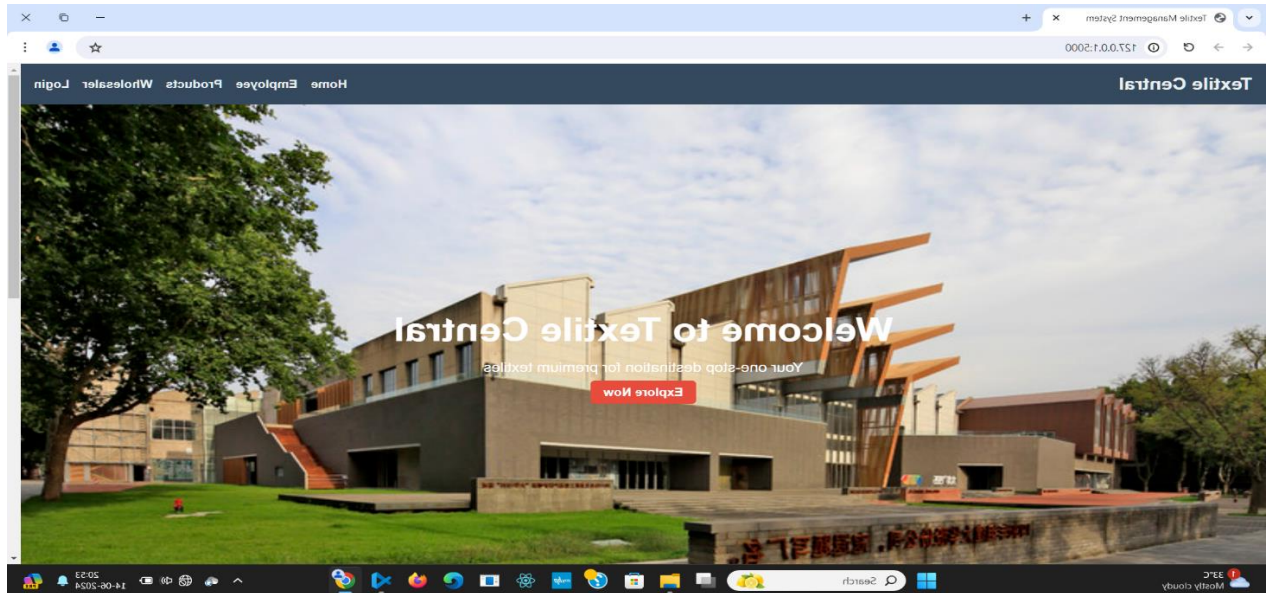 Textile Management System
127.0.0.1:5000
Textile Central
Home Employee Products Wholesaler Login
Welcome to Textile Central
Your one-stop destination for premium textiles
Explore Now
1
33°C
Mostly cloudy
Search
20:53
14-06-2024